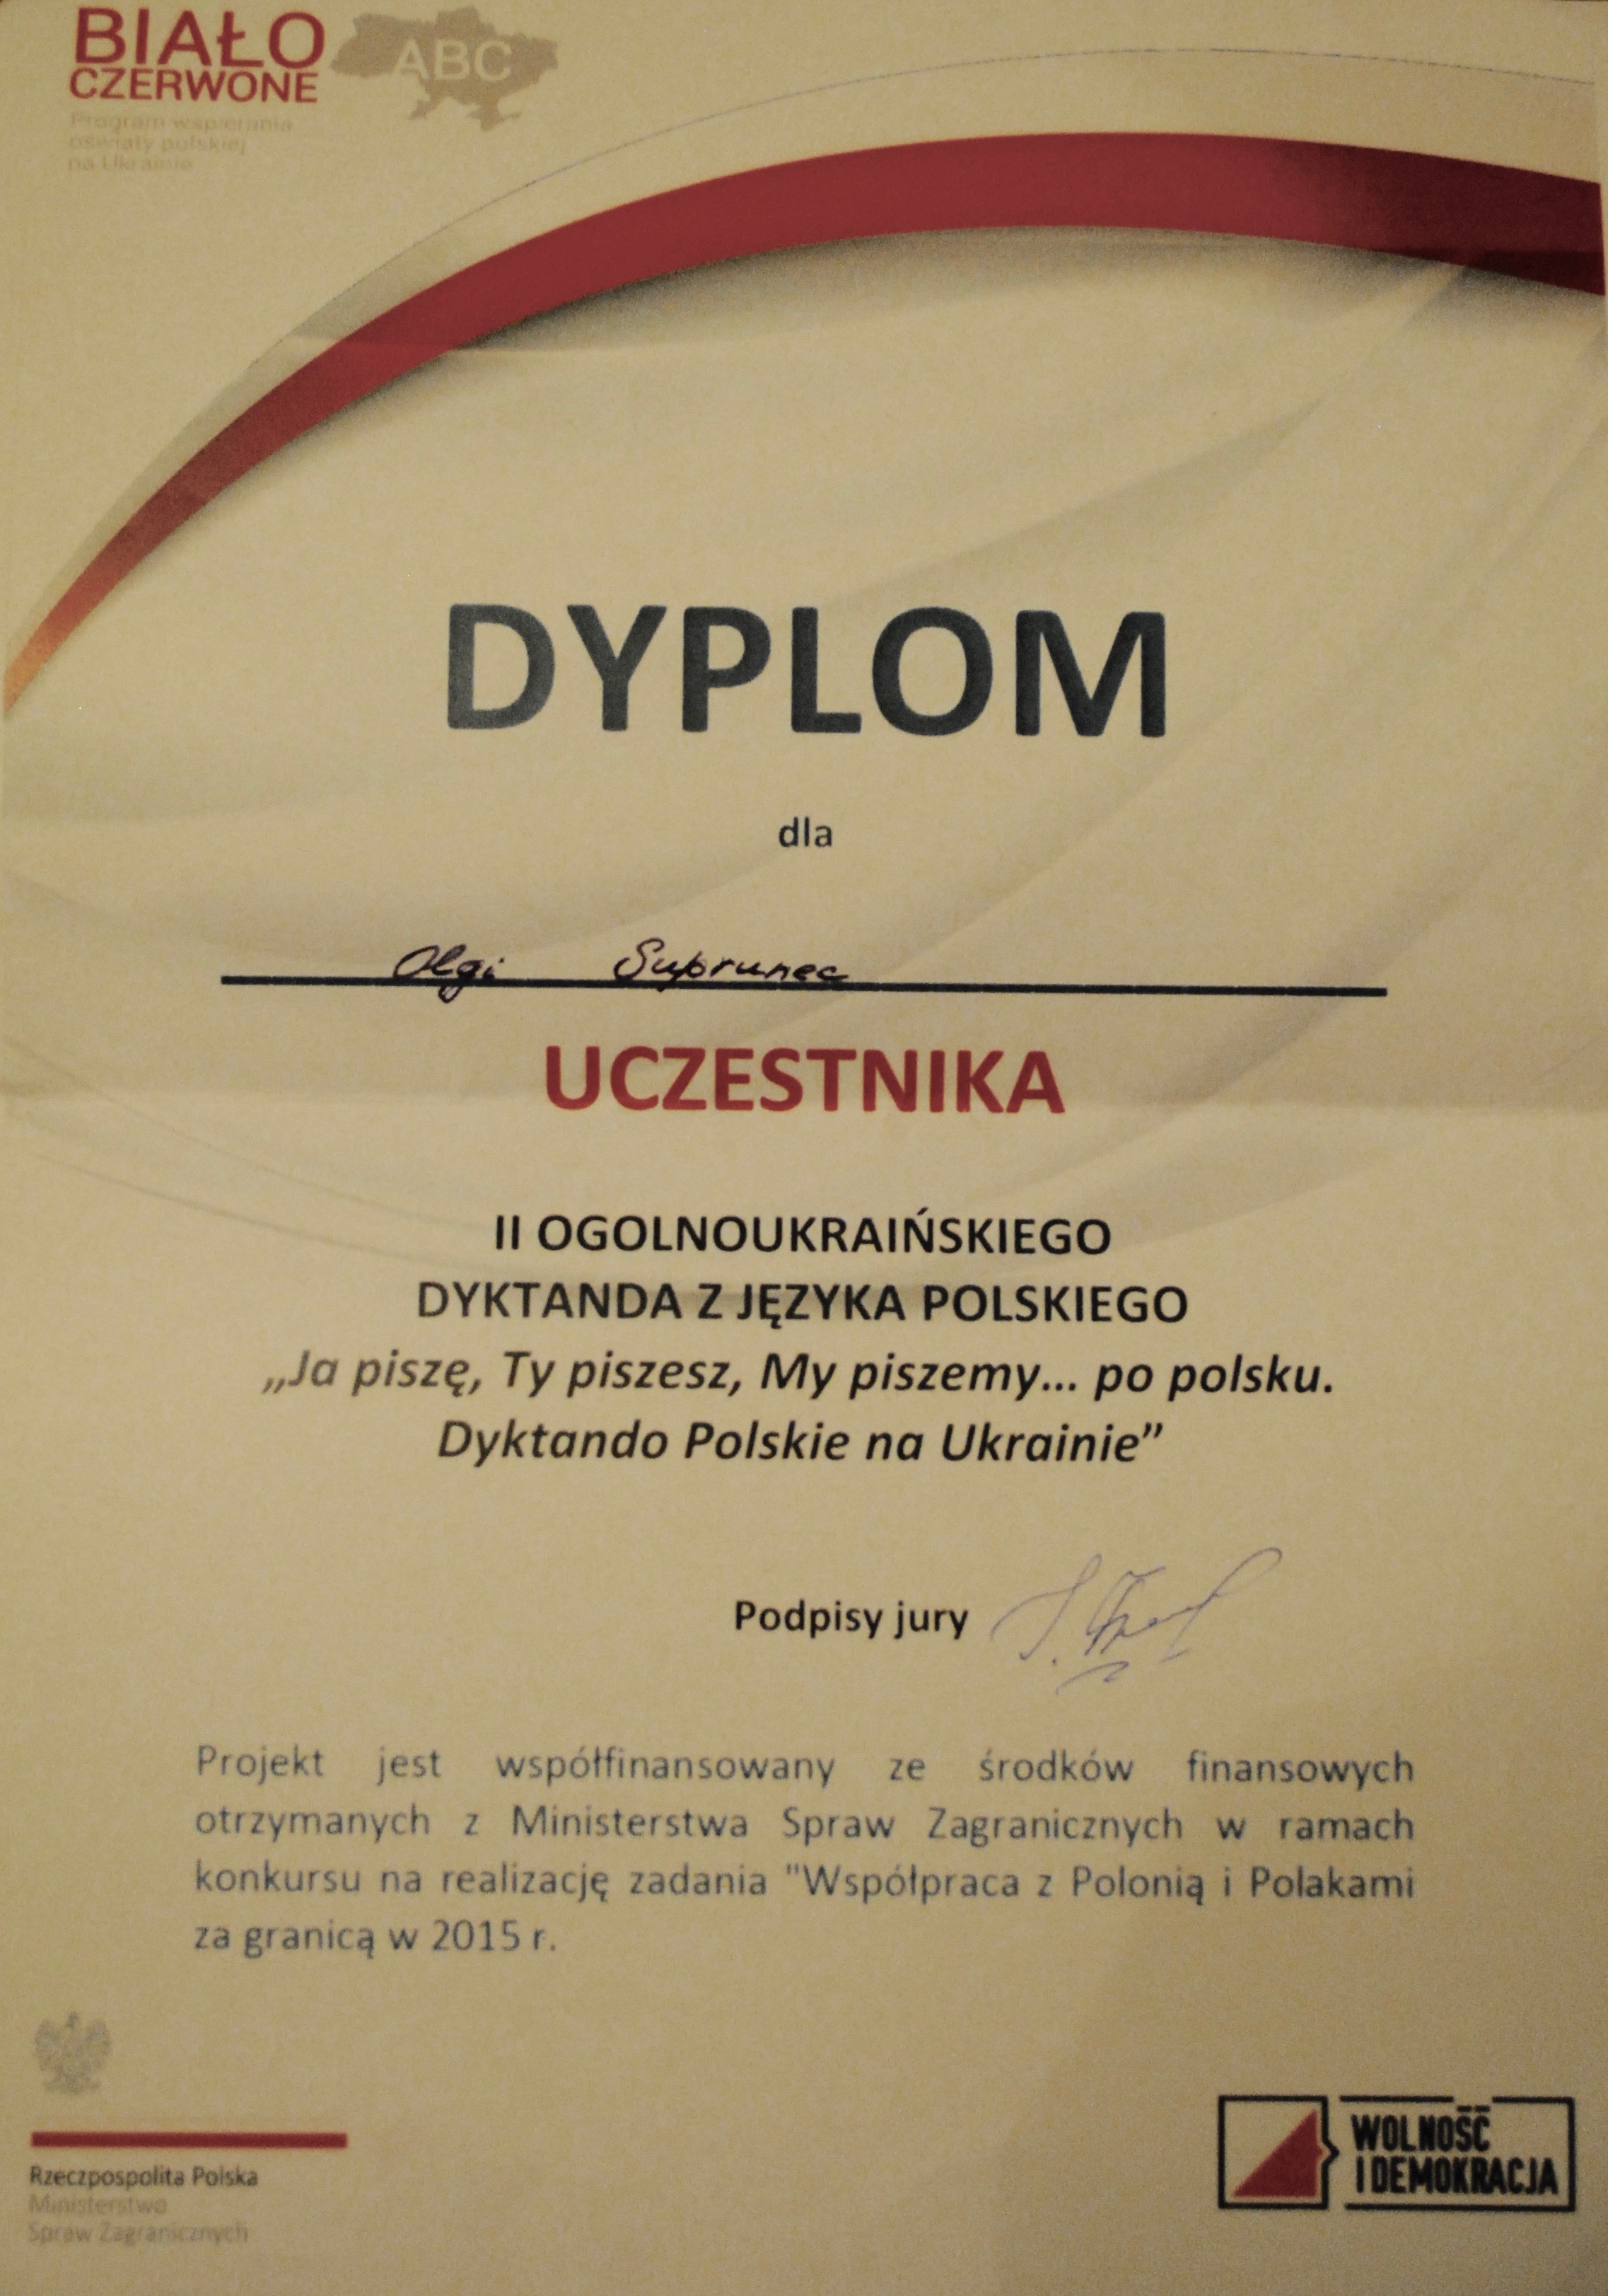 BIAŁO
CZERWONE
ABC
Program wspierania
oświaty polskiej
na Ukrainie
DYPLOM
dla
Olgi Suprunec
UCZESTNIKA
II OGOLNOUKRAIŃSKIEGO
DYKTANDA Z JĘZYKA POLSKIEGO
„Ja piszę, Ty piszesz, My piszemy... po polsku.
Dyktando Polskie na Ukrainie”
Podpisy jury
Projekt jest współfinansowany ze środków finansowych
otrzymanych z Ministerstwa Spraw Zagranicznych w ramach
konkursu na realizację zadania "Współpraca z Polonią i Polakami
za granicą w 2015 r.
Rzeczpospolita Polska
Ministerstwo
Spraw Zagranicznych
WOLNOŚĆ
I DEMOKRACJA